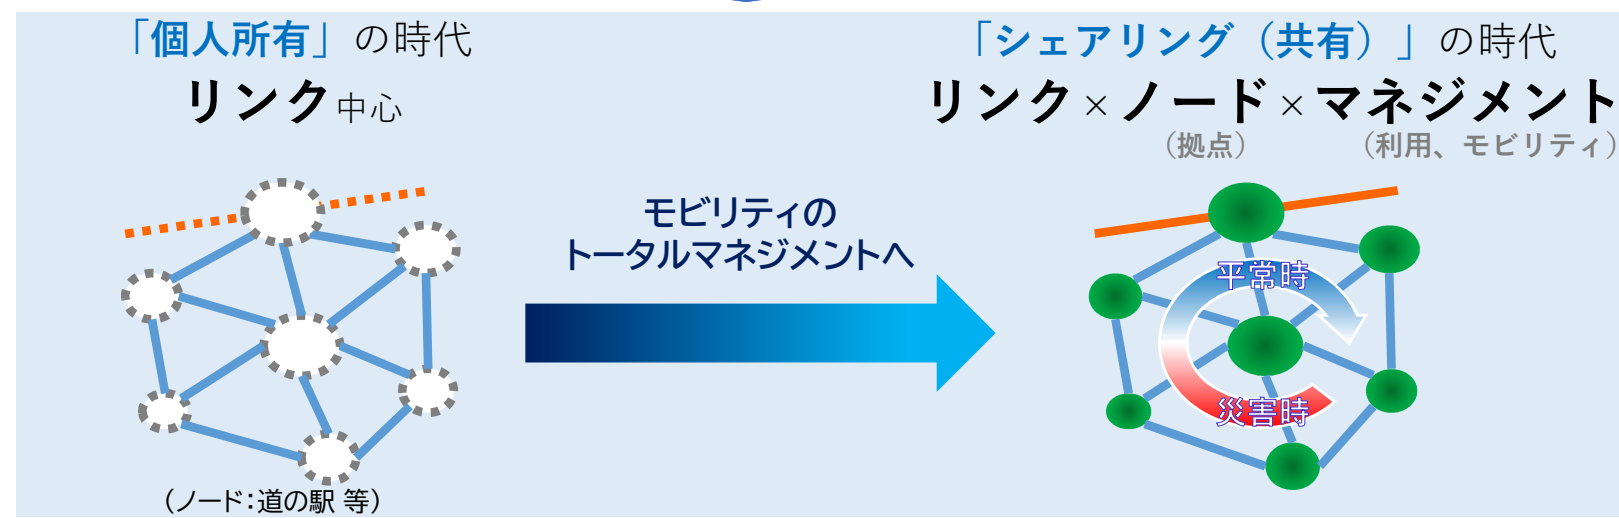 「個人所有」の時代
リンク中心
(ノード：道の駅 等)
モビリティの
トータルマネジメントへ
「シェアリング（共有）」の時代
リンク×ノード×マネジメント
（拠点）
（利用、モビリティ）
平常時
災害時